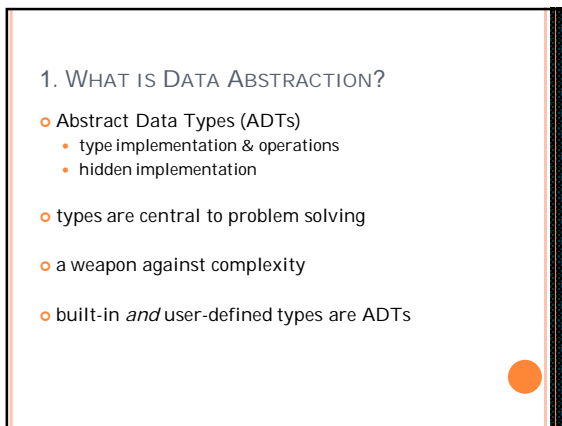 1. WHAT IS DATA ABSTRACTION?
Abstract Data Types (ADTs)
type implementation & operations
hidden implementation
types are central to problem solving
a weapon against complexity
built-in and user-defined types are ADTs